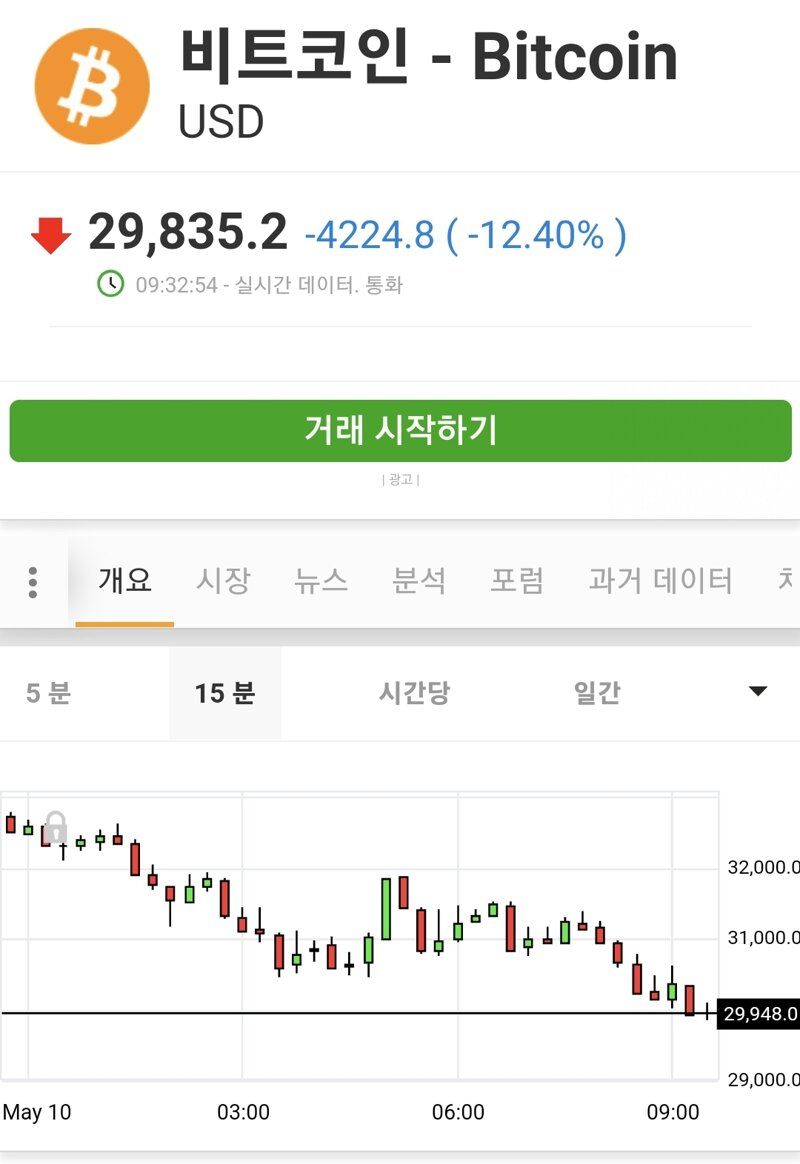 비트코인 - Bitcoin
USD
29,835.2 -4224.8 ( -12.40% )
09:32:54 - 실시간 데이터. 통화
거래 시작하기
| 광고 |
개요 시장 뉴스 분석 포럼 과거 데이터
5 분 15 분 시간당 일간
32,000.0
31,000.0
29,948.0
29,000.0
May 10 03:00 06:00 09:00